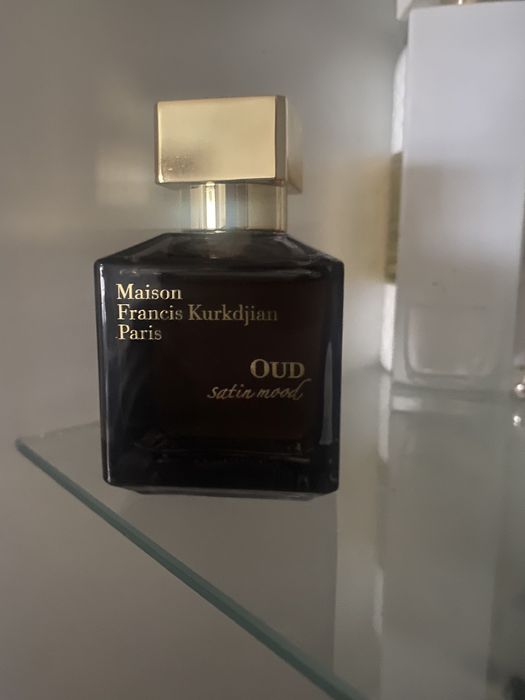 Maison
Francis Kurkdjian
Paris
OUD
satin mood